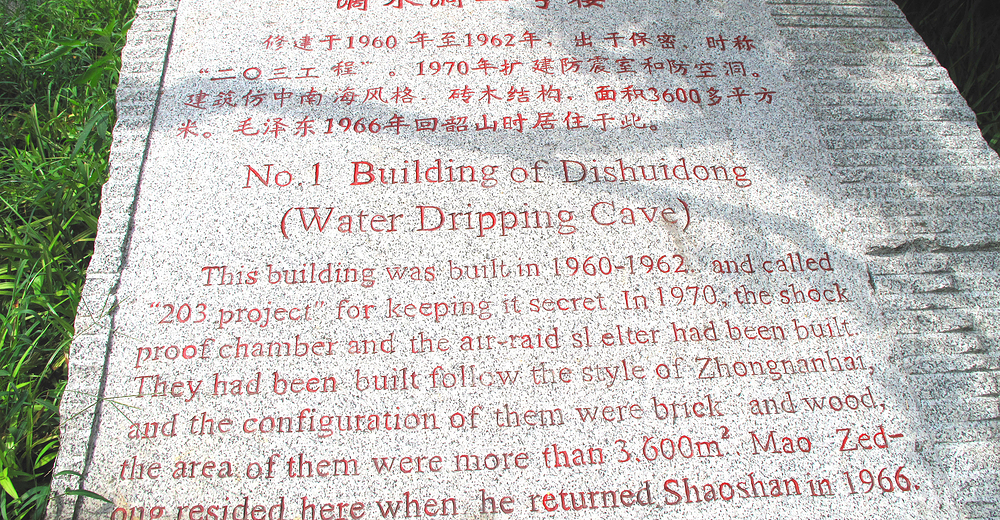 滴水洞一号楼
修建于1960年至1962年，出于保密，时称
“二〇三工程”。1970年扩建防震室和防空洞。
建筑仿中南海风格，砖木结构，面积3600多平方
米。毛泽东1966年回韶山时居住于此。
No.1 Building of Dishuidong
(Water Dripping Cave)
This building was built in 1960-1962, and called
“203 project” for keeping it secret. In 1970, the shock
proof chamber and the air-raid sl elter had been built.
They had been built follow the style of Zhongnanhai,
and the configuration of them were brick and wood,
the area of them were more than 3,600m². Mao Zed-
ong resided here when he returned Shaoshan in 1966.